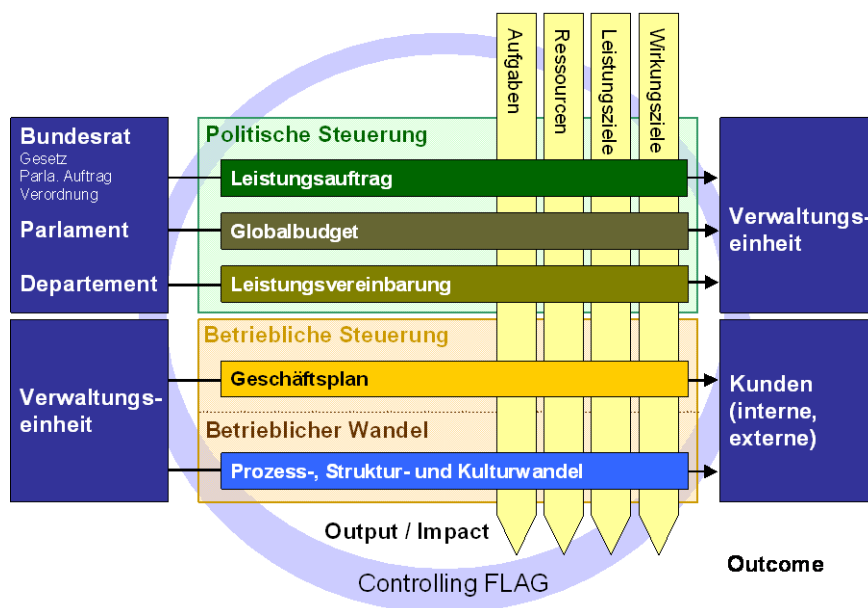 Aufgaben
Ressourcen
Leistungsziele
Wirkungsziele
Bundesrat
Gesetz
Parla. Auftrag
Verordnung
Parlament
Departement
Politische Steuerung
Leistungsauftrag
Globalbudget
Leistungsvereinbarung
Verwaltungs-
einheit
Verwaltungs-
einheit
Betriebliche Steuerung
Geschäftsplan
Betrieblicher Wandel
Prozess-, Struktur- und Kulturwandel
Kunden
(interne,
externe)
Output / Impact
Outcome
Controlling FLAG